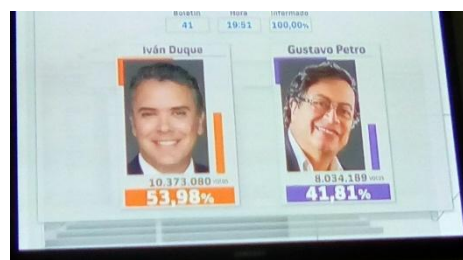 Boletín Hora Informado
41 19:51 100,00%
Iván Duque Gustavo Petro
10.373.080 votos 8.034.189 votos
53,98% 41,81%